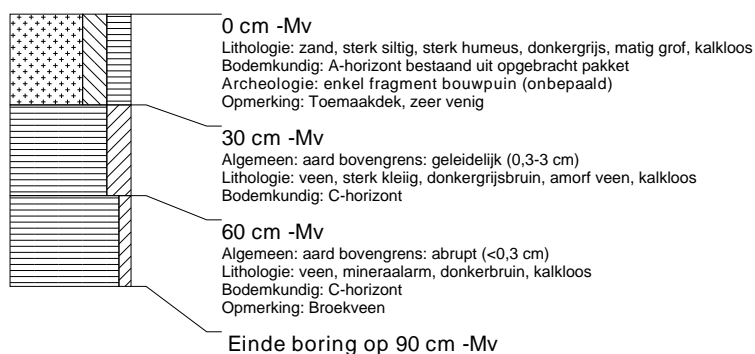 0 cm -Mv
Lithologie: zand, sterk siltig, sterk humeus, donkergrijs, matig grof, kalkloos
Bodemkundig: A-horizont bestaand uit opgebracht pakket
Archeologie: enkel fragment bouwpuin (onbepaald)
Opmerking: Toemaakdek, zeer venig
30 cm -Mv
Algemeen: aard bovengrens: geleidelijk (0,3-3 cm)
Lithologie: veen, sterk kleiig, donkergrijsbruin, amorf veen, kalkloos
Bodemkundig: C-horizont
60 cm -Mv
Algemeen: aard bovengrens: abrupt (<0,3 cm)
Lithologie: veen, mineraalarm, donkerbruin, kalkloos
Bodemkundig: C-horizont
Opmerking: Broekveen
Einde boring op 90 cm -Mv